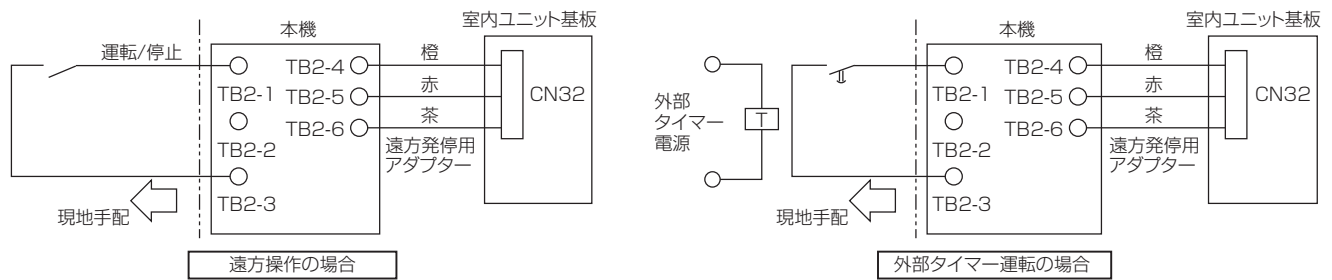 室内ユニット基板
本機
運転/停止
橙
TB2-4
CN32
TB2-1
赤
TB2-5
茶
TB2-6
TB2-2
遠方発停用
アダプター
TB2-3
現地手配
遠方操作の場合
室内ユニット基板
本機
橙
TB2-4
CN32
TB2-1
赤
TB2-5
外部
タイマー
電源
T
茶
TB2-6
TB2-2
遠方発停用
アダプター
TB2-3
現地手配
外部タイマー運転の場合